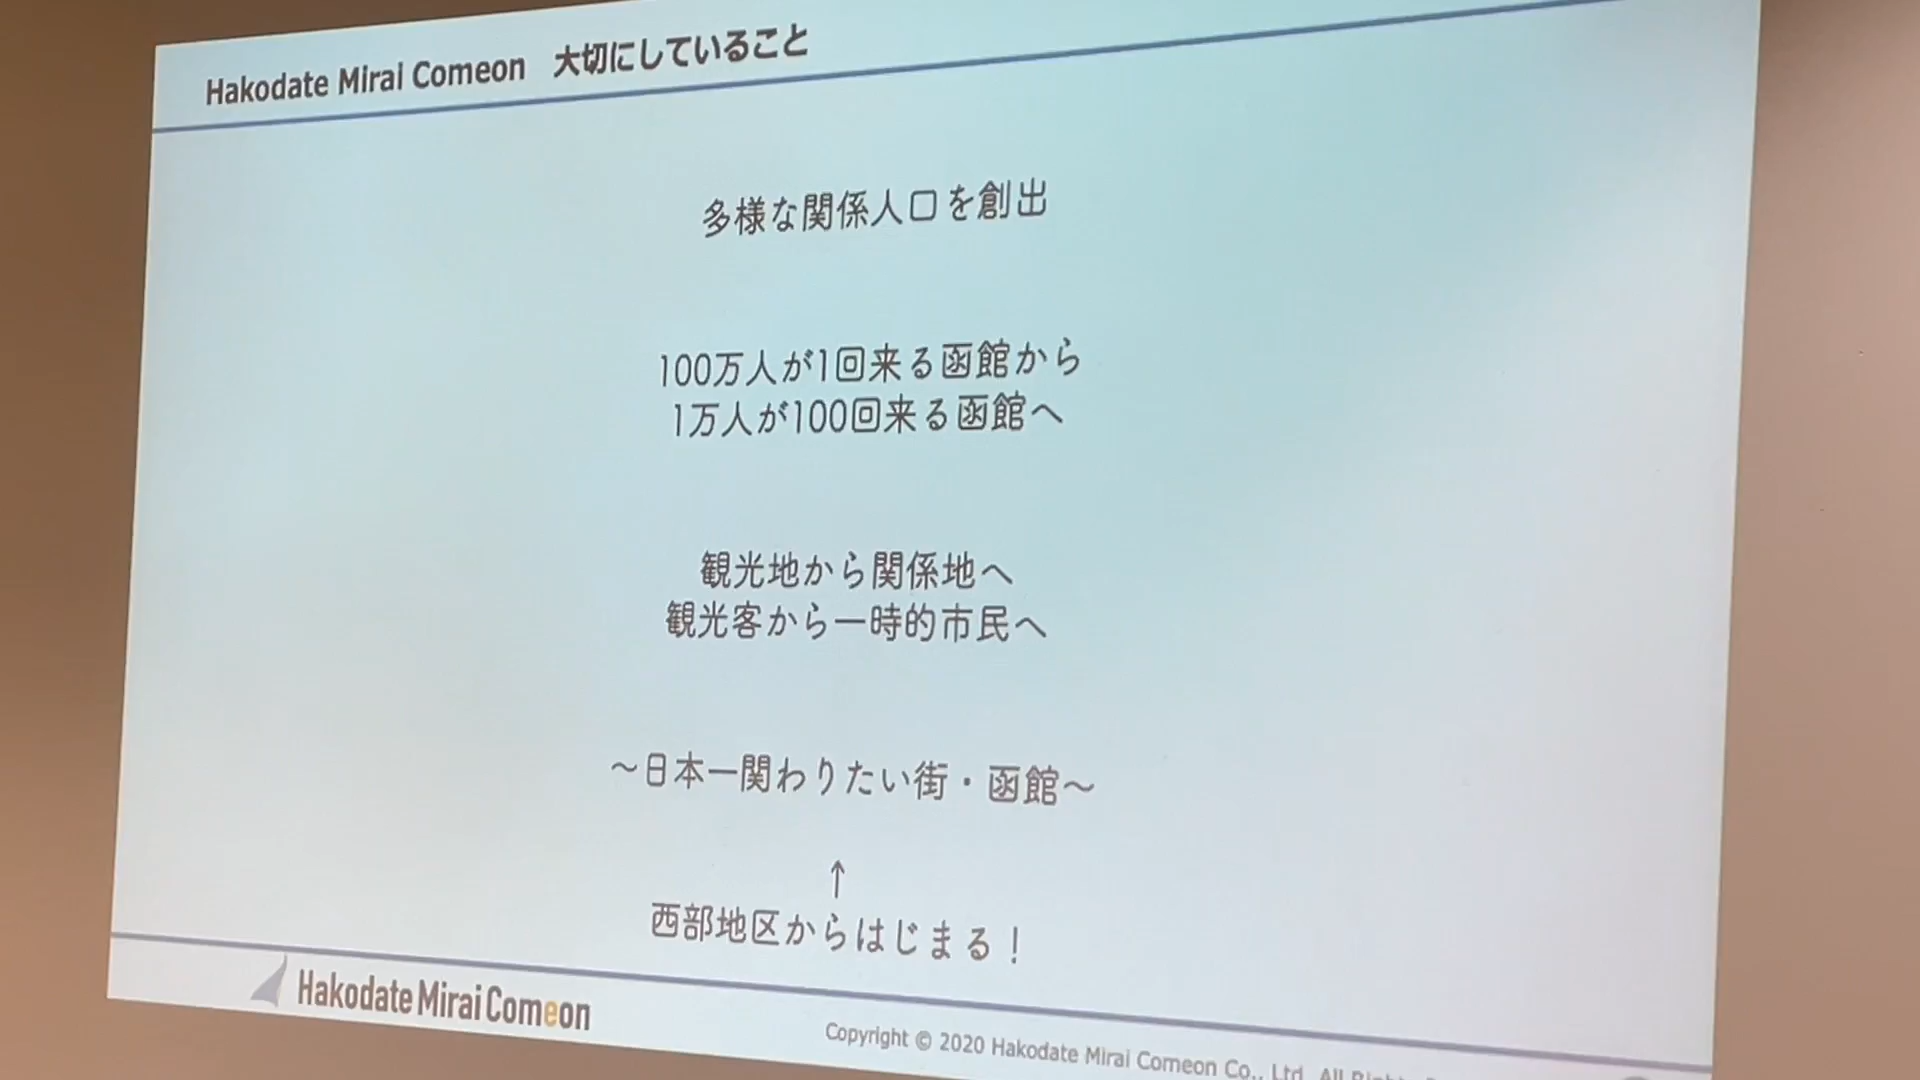 Hakodate Mirai Comeon 大切にしていること
多様な関係人口を創出
100万人が1回来る函館から
1万人が100回来る函館へ
観光地から関係地へ
観光客から一時的市民へ
～日本一関わりたい街・函館～
↑
西部地区からはじまる！
Hakodate Mirai Comeon
Copyright © 2020 Hakodate Mirai Comeon Co., Ltd. All